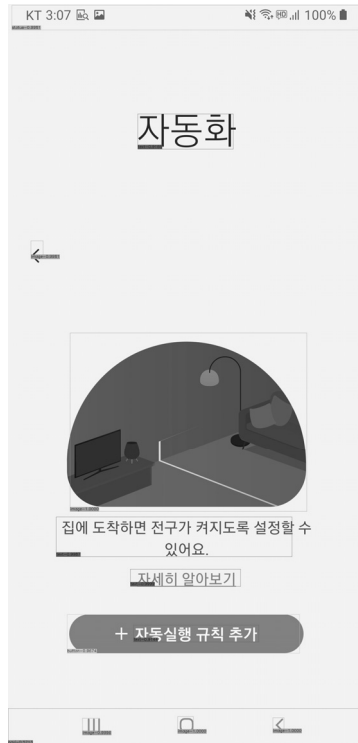 KT 3:07 HD 100%
자동화
집에 도착하면 전구가 켜지도록 설정할 수
있어요.
자세히 알아보기
+ 자동실행 규칙 추가